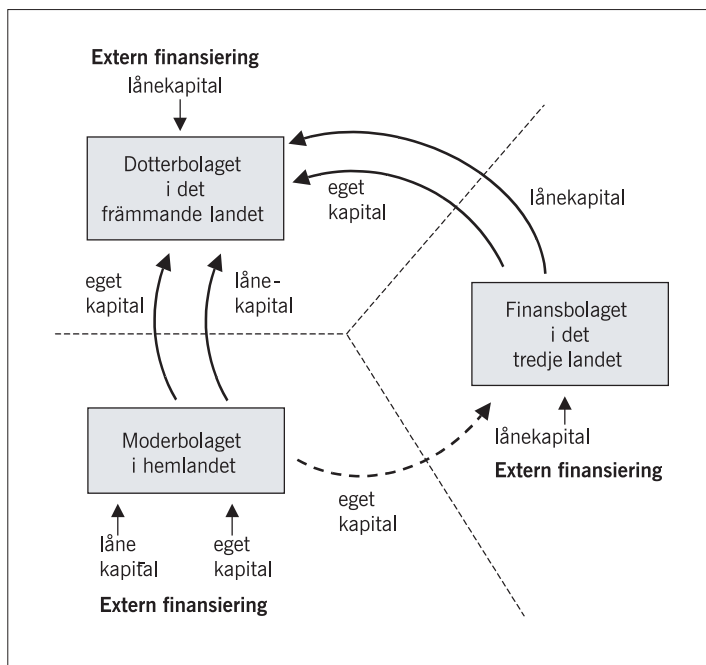 Extern finansiering
lånekapital
Dotterbolaget
i det
främmande landet
eget
kapital
lånekapital
eget
kapital
låne-
kapital
Finansbolaget
i det
tredje landet
Moderbolaget
i hemlandet
lånekapital
Extern finansiering
eget
kapital
låne
kapital
eget
kapital
Extern finansiering